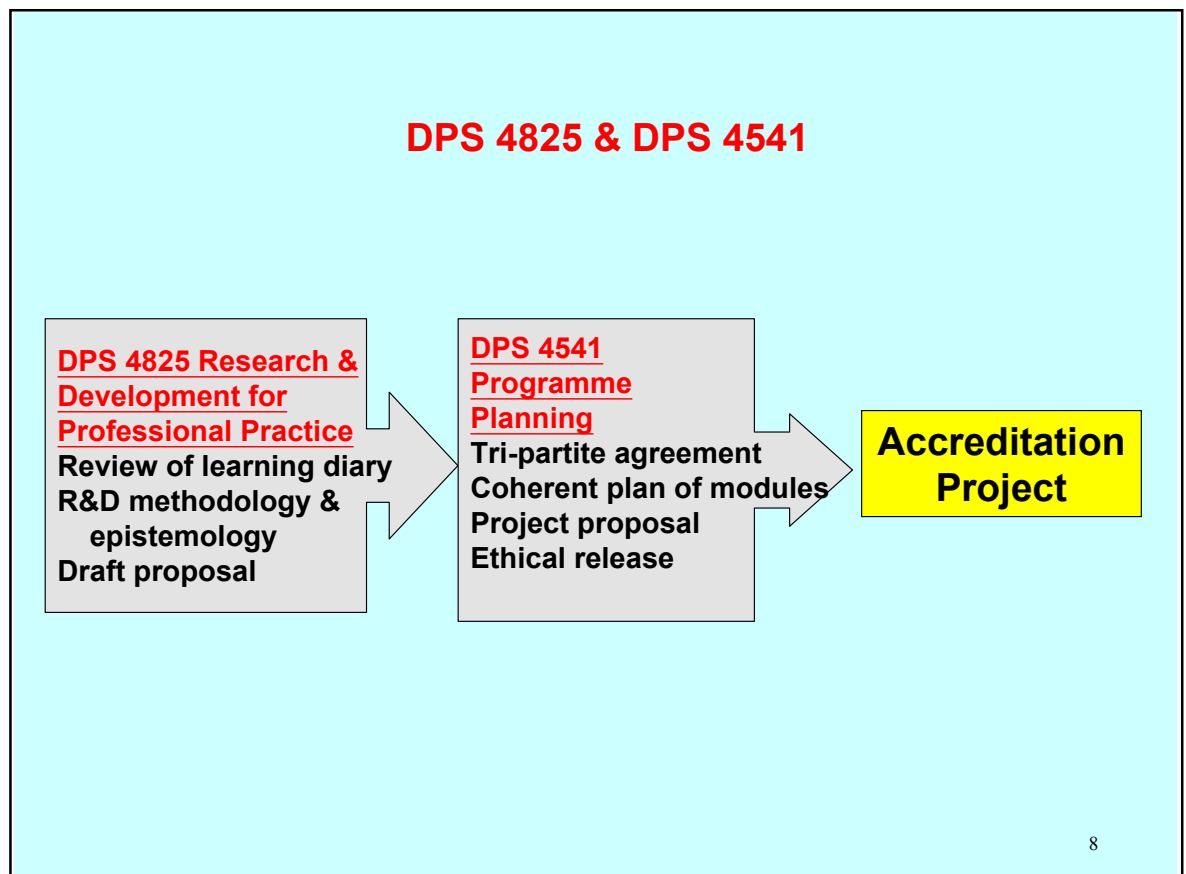 DPS 4825 & DPS 4541
DPS 4825 Research &
Development for
Professional Practice
Review of learning diary
R&D methodology &
epistemology
Draft proposal
DPS 4541
Programme
Planning
Tri-partite agreement
Coherent plan of modules
Project proposal
Ethical release
Accreditation
Project
8